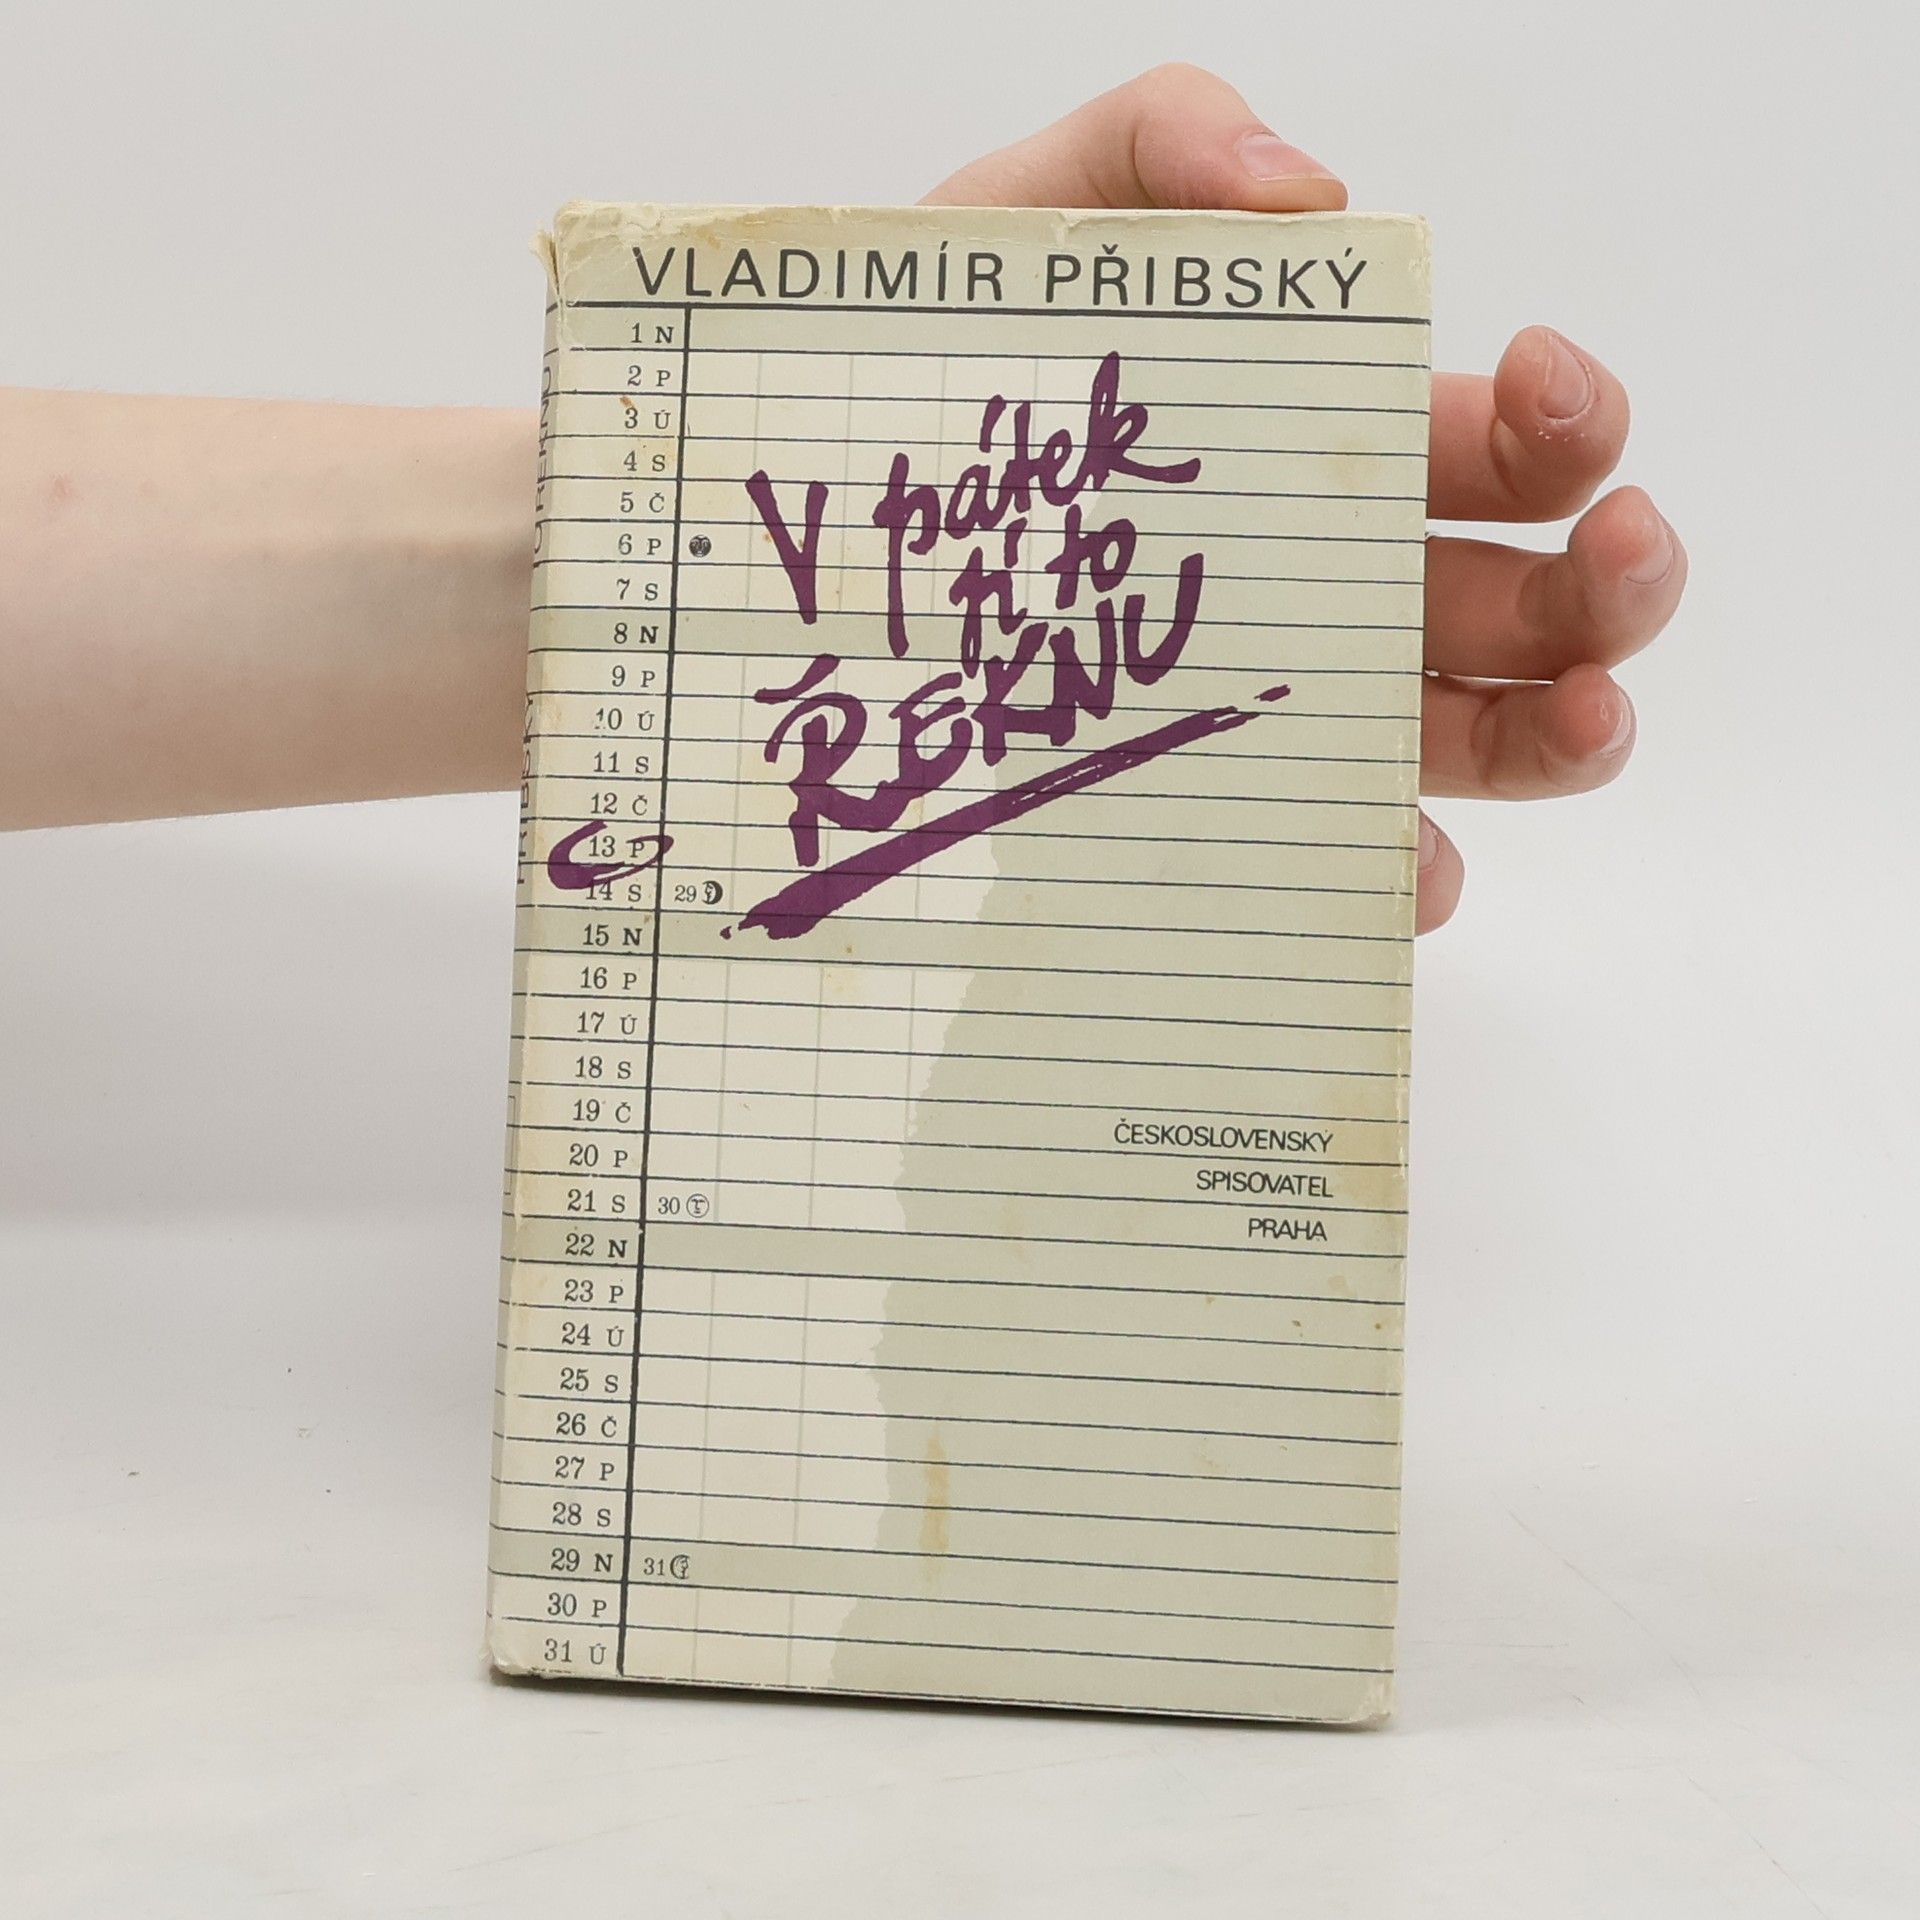 VLADIMÍR PŘIBSKÝ
1 N
2 P
3 Ú
4 S
5 Č
6 P
7 S
8 N
9 P
10 Ú
11 S
12 Č
13 P
14 S 29
15 N
16 P
17 Ú
18 S
19 Č
20 P
21 S 30
22 N
23 P
24 Ú
25 S
26 Č
27 P
28 S
29 N 31
30 P
31 Ú
V pátek
jí to
ŘEKNU
ČESKOSLOVENSKÝ
SPISOVATEL
PRAHA